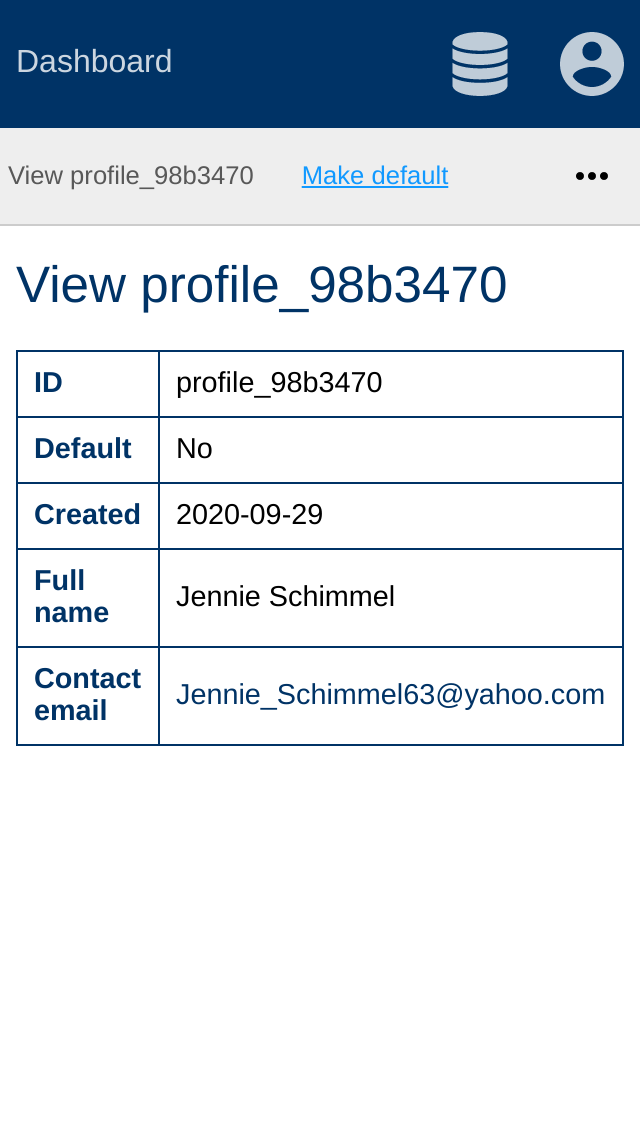 Dashboard
View profile_98b3470 Make default
View profile_98b3470
ID profile_98b3470
Default No
Created 2020-09-29
Full name Jennie Schimmel
Contact email Jennie_Schimmel63@yahoo.com